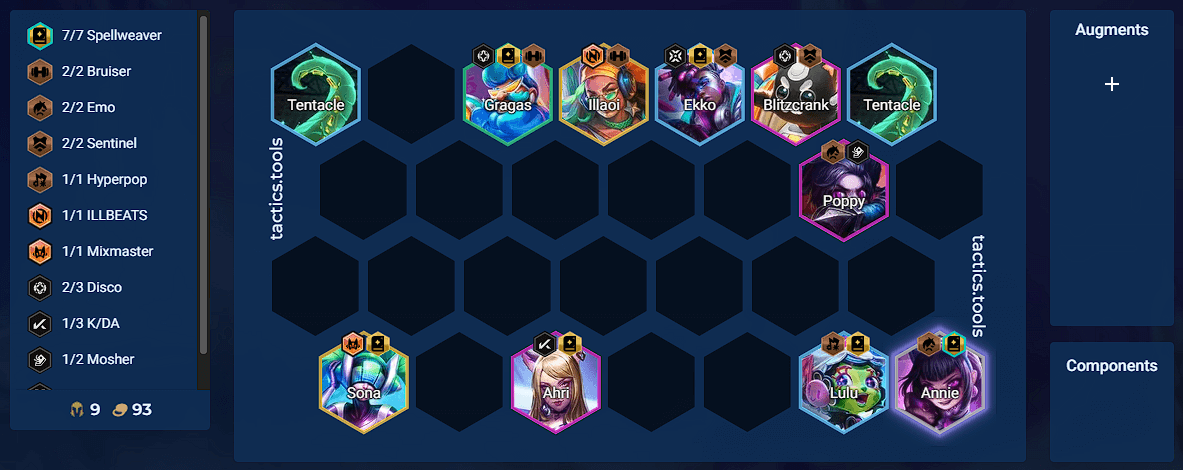 7/7 Spellweaver
2/2 Bruiser
2/2 Emo
2/2 Sentinel
1/1 Hyperpop
1/1 ILLBEATS
1/1 Mixmaster
2/3 Disco
1/3 K/DA
1/2 Mosher
9 93
tactics.tools
Tentacle
Gragas
Illaoi
Ekko
Blitzcrank
Tentacle
Poppy
tactics.tools
Sona
Ahri
Lulu
Annie
Augments
+
Components